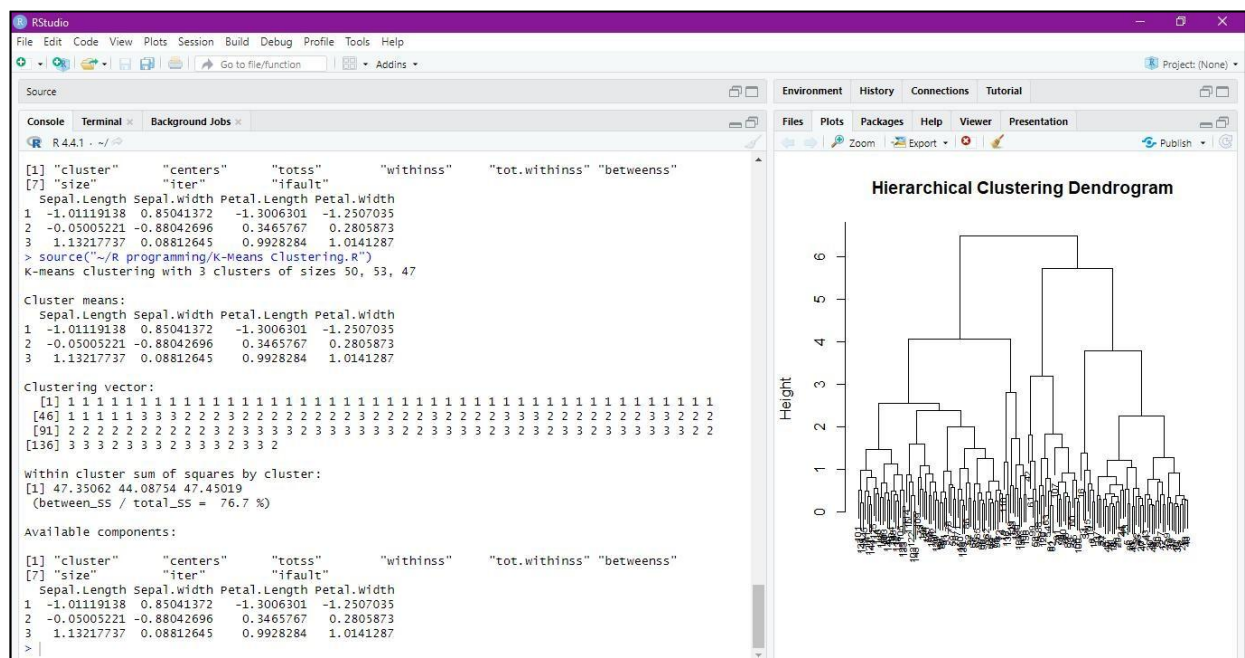 RStudio
File Edit Code View Plots Session Build Debug Profile Tools Help
Go to file/function Addins Project: (None)
Source
Console Terminal Background Jobs
R 4.4.1 · ~/
[1] "cluster" "centers" "totss" "withinss" "tot.withinss" "betweenss"
[7] "size" "iter" "ifault"
Sepal.Length Sepal.Width Petal.Length Petal.Width
1 -1.01119138 0.85041372 -1.3006301 -1.2507035
2 -0.05005221 -0.88042696 0.3465767 0.2805873
3 1.13217737 0.08812645 0.9928284 1.0141287
> source("~/R programming/K-Means Clustering.R")
K-means clustering with 3 clusters of sizes 50, 53, 47
Cluster means:
Sepal.Length Sepal.Width Petal.Length Petal.Width
1 -1.01119138 0.85041372 -1.3006301 -1.2507035
2 -0.05005221 -0.88042696 0.3465767 0.2805873
3 1.13217737 0.08812645 0.9928284 1.0141287
Clustering vector:
[1] 1 1 1 1 1 1 1 1 1 1 1 1 1 1 1 1 1 1 1 1 1 1 1 1 1 1 1 1 1 1 1 1 1 1 1 1 1 1 1 1 1 1 1 1 1
[46] 1 1 1 1 1 3 3 3 2 2 2 3 2 2 2 2 2 2 2 2 3 2 2 2 2 3 2 2 2 2 3 3 3 2 2 2 2 2 2 2 3 3 2 2 2
[91] 2 2 2 2 2 2 2 2 2 2 3 2 3 3 3 3 2 3 3 3 3 3 3 2 2 3 3 3 3 2 3 2 3 2 3 3 2 3 3 3 3 3 3 2 2
[136] 3 3 3 2 3 3 3 2 3 3 3 2 3 3 2
Within cluster sum of squares by cluster:
[1] 47.35062 44.08754 47.45019
(between_SS / total_SS = 76.7 %)
Available components:
[1] "cluster" "centers" "totss" "withinss" "tot.withinss" "betweenss"
[7] "size" "iter" "ifault"
Sepal.Length Sepal.Width Petal.Length Petal.Width
1 -1.01119138 0.85041372 -1.3006301 -1.2507035
2 -0.05005221 -0.88042696 0.3465767 0.2805873
3 1.13217737 0.08812645 0.9928284 1.0141287
>
Environment History Connections Tutorial
Files Plots Packages Help Viewer Presentation
Zoom Export Publish
Hierarchical Clustering Dendrogram
Height
6
5
4
3
2
1
0
42
61
107
16